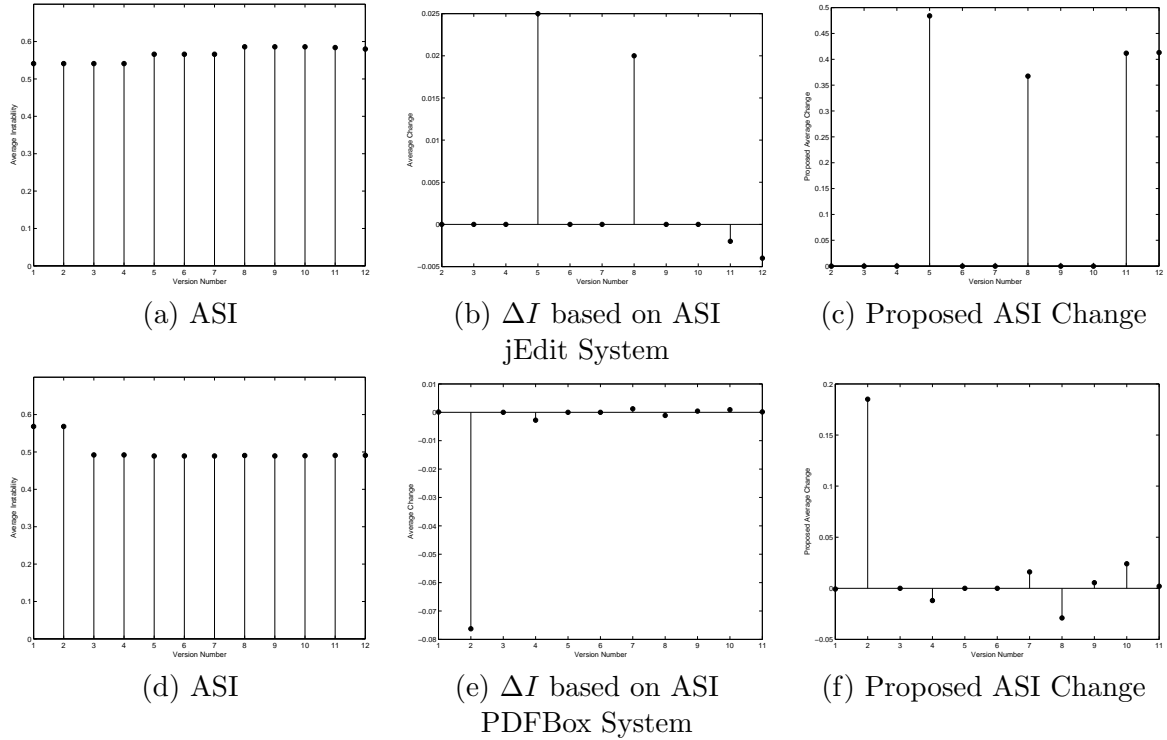 0.6
0.5
0.4
0.3
0.2
0.1
0
Average Instability
1 2 3 4 5 6 7 8 9 10 11 12
Version Number
(a) ASI
0.025
0.02
0.015
0.01
0.005
0
−0.005
Average Change
2 3 4 5 6 7 8 9 10 11 12
Version Number
(b) ΔI based on ASI
jEdit System
0.5
0.45
0.4
0.35
0.3
0.25
0.2
0.15
0.1
0.05
0
Proposed Average Change
2 3 4 5 6 7 8 9 10 11 12
Version Number
(c) Proposed ASI Change
0.6
0.5
0.4
0.3
0.2
0.1
0
Average Instability
1 2 3 4 5 6 7 8 9 10 11 12
Version Number
(d) ASI
0.01
0
−0.01
−0.02
−0.03
−0.04
−0.05
−0.06
−0.07
−0.08
Average Change
1 2 3 4 5 6 7 8 9 10 11
Version Number
(e) ΔI based on ASI
PDFBox System
0.2
0.15
0.1
0.05
0
−0.05
Proposed Average Change
1 2 3 4 5 6 7 8 9 10 11
Version Number
(f) Proposed ASI Change